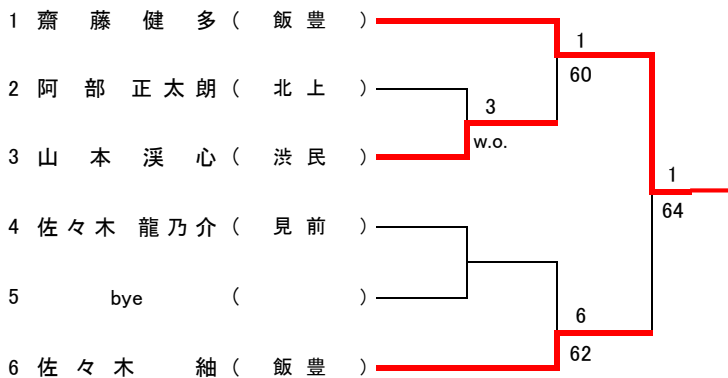 1 齋藤健多 ( 飯豊 )
1
60
2 阿部正太朗 ( 北上 )
3
w.o.
3 山本渓心 ( 渋民 )
1
64
4 佐々木龍乃介 ( 見前 )
5 bye ( )
6
62
6 佐々木紬 ( 飯豊 )